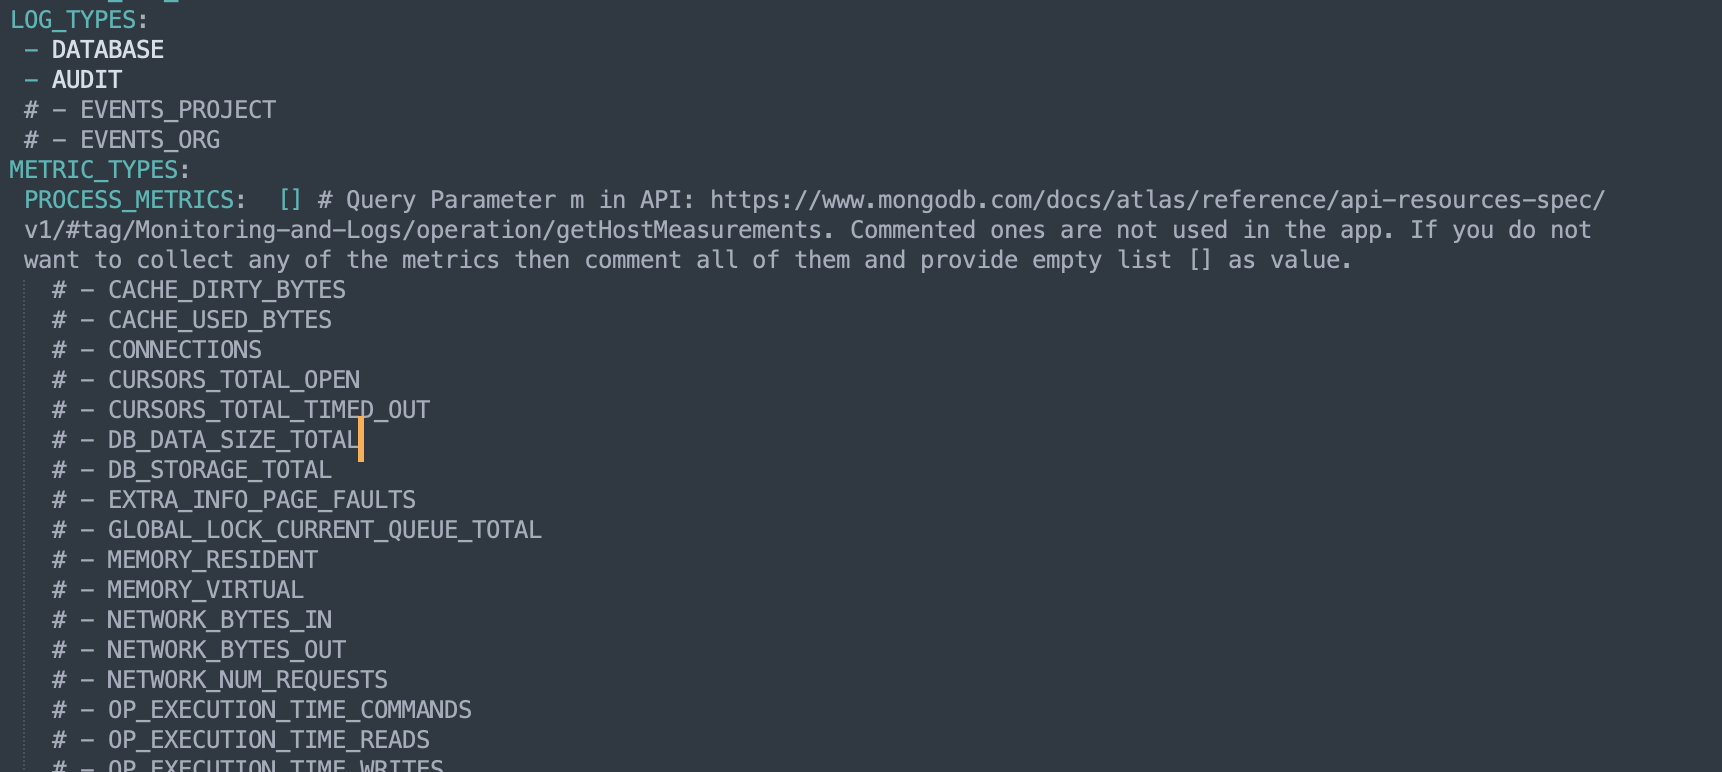 LOG_TYPES:
- DATABASE
- AUDIT
# - EVENTS_PROJECT
# - EVENTS_ORG
METRIC_TYPES:
PROCESS_METRICS:  [] # Query Parameter m in API: https://www.mongodb.com/docs/atlas/reference/api-resources-spec/
v1/#tag/Monitoring-and-Logs/operation/getHostMeasurements. Commented ones are not used in the app. If you do not
want to collect any of the metrics then comment all of them and provide empty list [] as value.
# - CACHE_DIRTY_BYTES
# - CACHE_USED_BYTES
# - CONNECTIONS
# - CURSORS_TOTAL_OPEN
# - CURSORS_TOTAL_TIMED_OUT
# - DB_DATA_SIZE_TOTAL
# - DB_STORAGE_TOTAL
# - EXTRA_INFO_PAGE_FAULTS
# - GLOBAL_LOCK_CURRENT_QUEUE_TOTAL
# - MEMORY_RESIDENT
# - MEMORY_VIRTUAL
# - NETWORK_BYTES_IN
# - NETWORK_BYTES_OUT
# - NETWORK_NUM_REQUESTS
# - OP_EXECUTION_TIME_COMMANDS
# - OP_EXECUTION_TIME_READS
# - OP_EXECUTION_TIME_WRITES